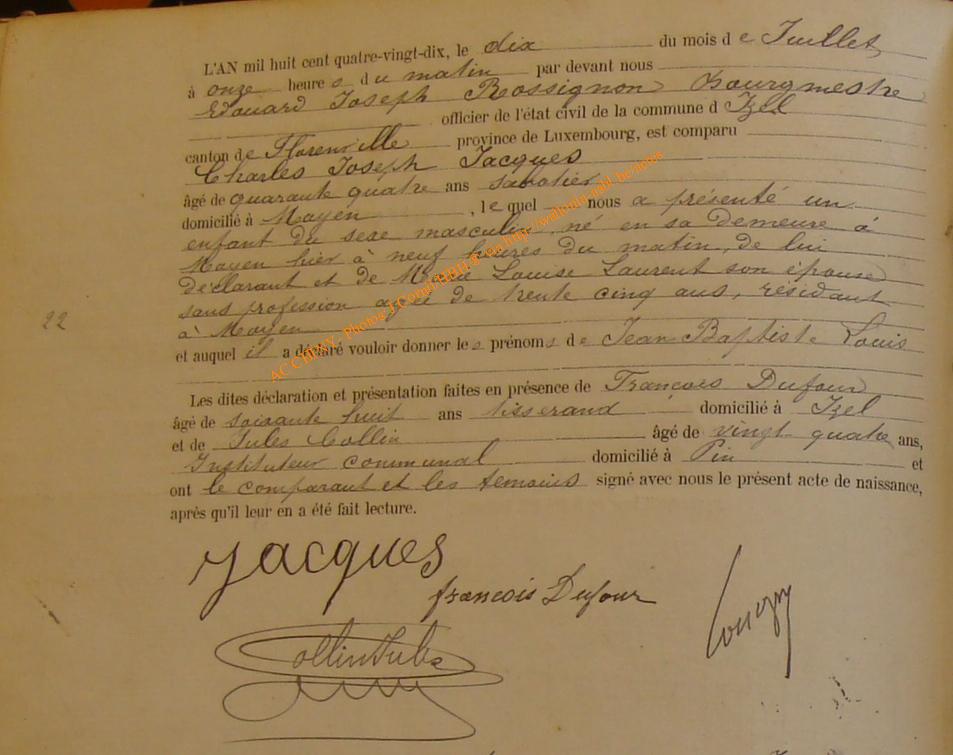 L'AN mil huit cent quatre-vingt-dix, le dix du mois de Juillet,
à onze heures du matin par devant nous
Edouard Joseph Rossignon Bourgmestre
officier de l'état civil de la commune d Izel
canton de Florenville province de Luxembourg, est comparu
Charles Joseph Jacques
âgé de quarante quatre ans sabotier
domicilié à Moyen , lequel nous a présenté un
enfant du sexe masculin, né en sa demeure à
Moyen hier à neuf heures du matin, de lui
déclarant et de Marie Louise Laurent son épouse
sans profession agée de trente cinq ans, résidant
à Moyen
22
et auquel il a déclaré vouloir donner les prénoms de Jean Baptiste Louis
Les dites déclaration et présentation faites en présence de François Dufour
âgé de soixante huit ans tisserand domicilié à Izel
et de Jules Collin âgé de vingt quatre ans,
Instituteur communal domicilié à Pin et
ont le comparant et les temoins signé avec nous le présent acte de naissance,
après qu'il leur en a été fait lecture.
Jacques
françois Dufour
Collin Jules